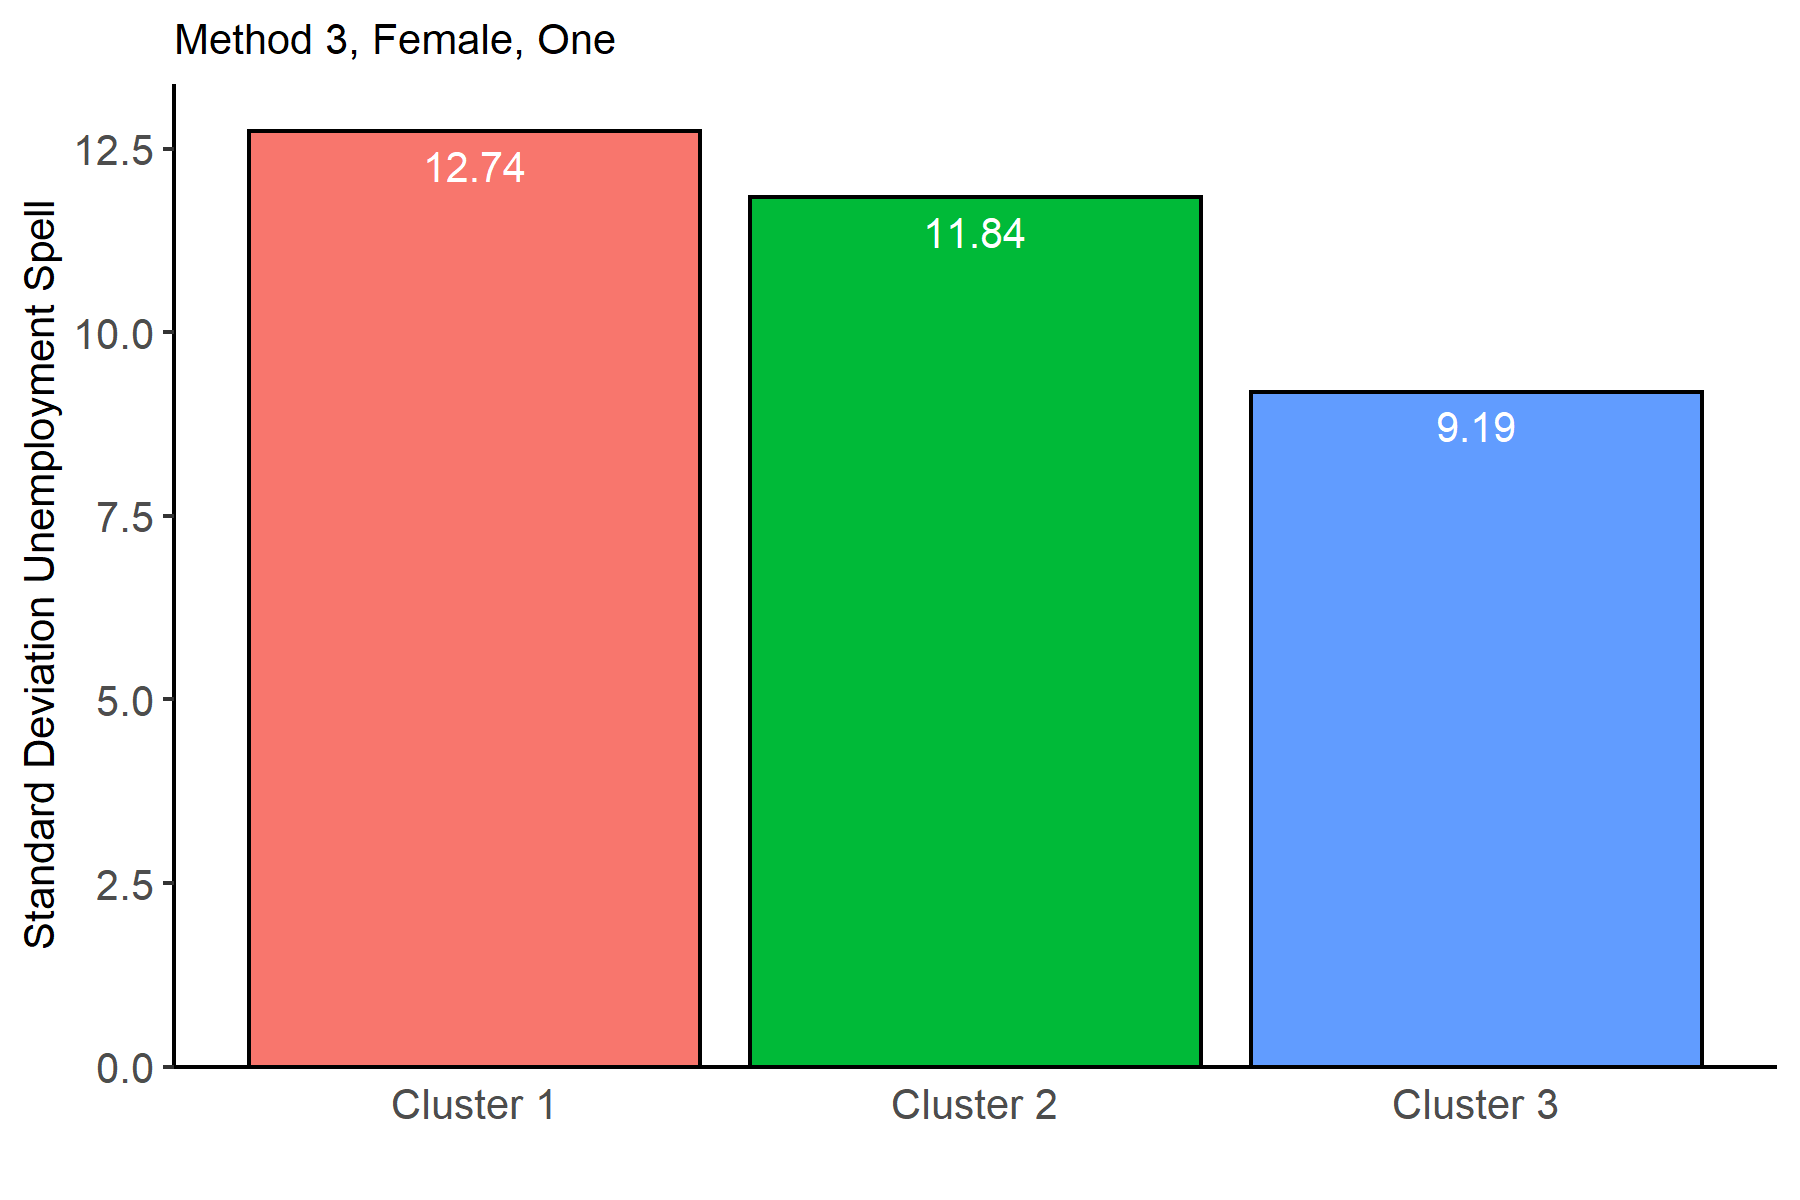 Method 3, Female, One
Standard Deviation Unemployment Spell
12.5
10.0
7.5
5.0
2.5
0.0
12.74
11.84
9.19
Cluster 1
Cluster 2
Cluster 3